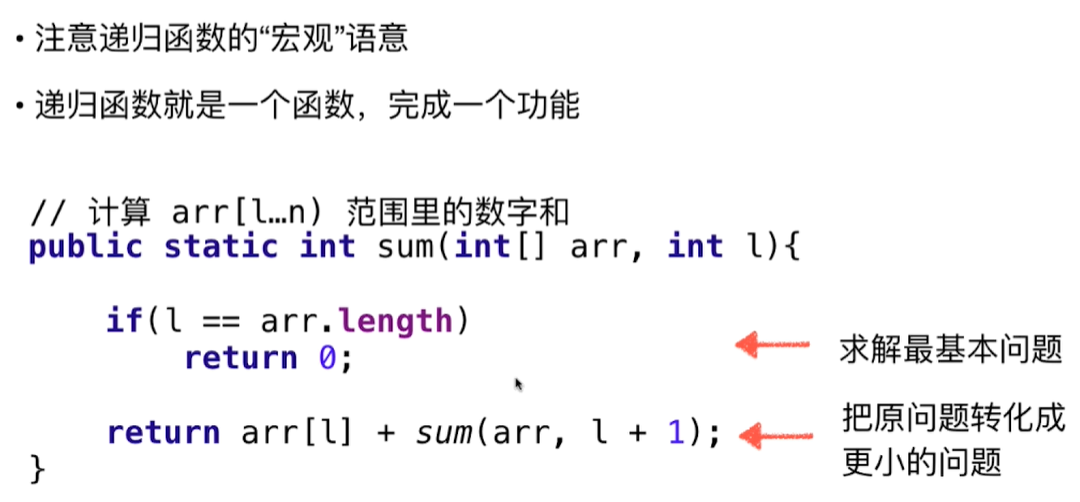 • 注意递归函数的“宏观”语意
• 递归函数就是一个函数，完成一个功能
// 计算 arr[l…n) 范围里的数字和
public static int sum(int[] arr, int l){
if(l == arr.length)
return 0;
求解最基本问题
return arr[l] + sum(arr, l + 1);
把原问题转化成
更小的问题
}